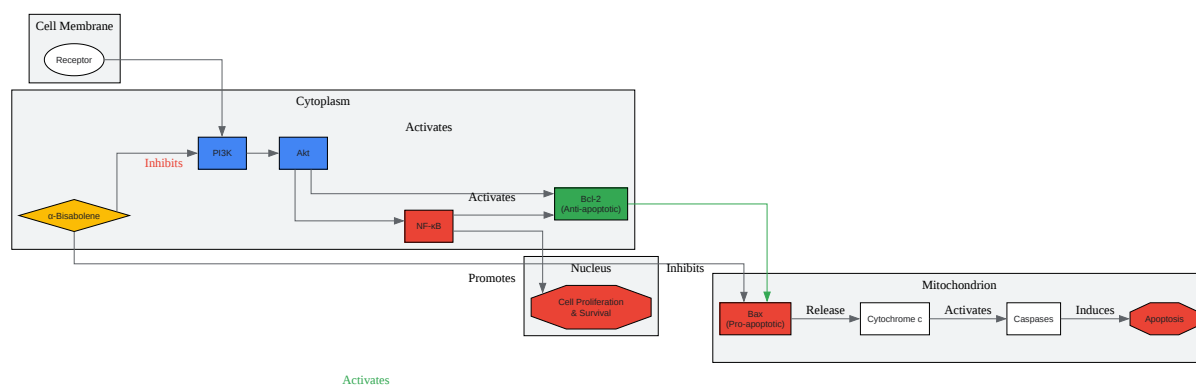 Cell Membrane
Receptor
Cytoplasm
Activates
PI3K
Akt
Inhibits
α-Bisabolene
Activates
Bcl-2
(Anti-apoptotic)
NF-κB
Promotes
Nucleus
Cell Proliferation
& Survival
Inhibits
Mitochondrion
Bax
(Pro-apoptotic)
Release
Cytochrome c
Activates
Caspases
Induces
Apoptosis
Activates